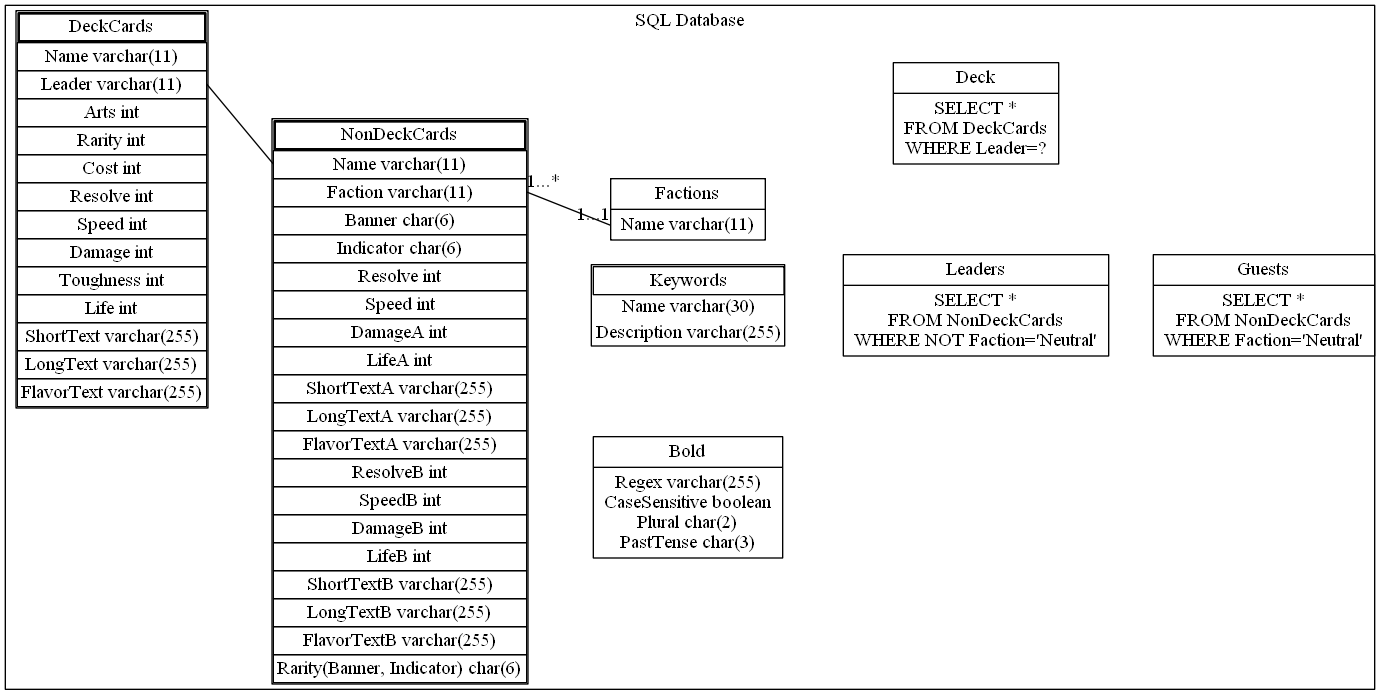 SQL Database
DeckCards
Name varchar(11)
Leader varchar(11)
Arts int
Rarity int
Cost int
Resolve int
Speed int
Damage int
Toughness int
Life int
ShortText varchar(255)
LongText varchar(255)
FlavorText varchar(255)
NonDeckCards
Name varchar(11)
Faction varchar(11)
Banner char(6)
Indicator char(6)
Resolve int
Speed int
DamageA int
LifeA int
ShortTextA varchar(255)
LongTextA varchar(255)
FlavorTextA varchar(255)
ResolveB int
SpeedB int
DamageB int
LifeB int
ShortTextB varchar(255)
LongTextB varchar(255)
FlavorTextB varchar(255)
Rarity(Banner, Indicator) char(6)
1...*
1...1
Factions
Name varchar(11)
Keywords
Name varchar(30)
Description varchar(255)
Bold
Regex varchar(255)
CaseSensitive boolean
Plural char(2)
PastTense char(3)
Deck
SELECT *
FROM DeckCards
WHERE Leader=?
Leaders
SELECT *
FROM NonDeckCards
WHERE NOT Faction='Neutral'
Guests
SELECT *
FROM NonDeckCards
WHERE Faction='Neutral'